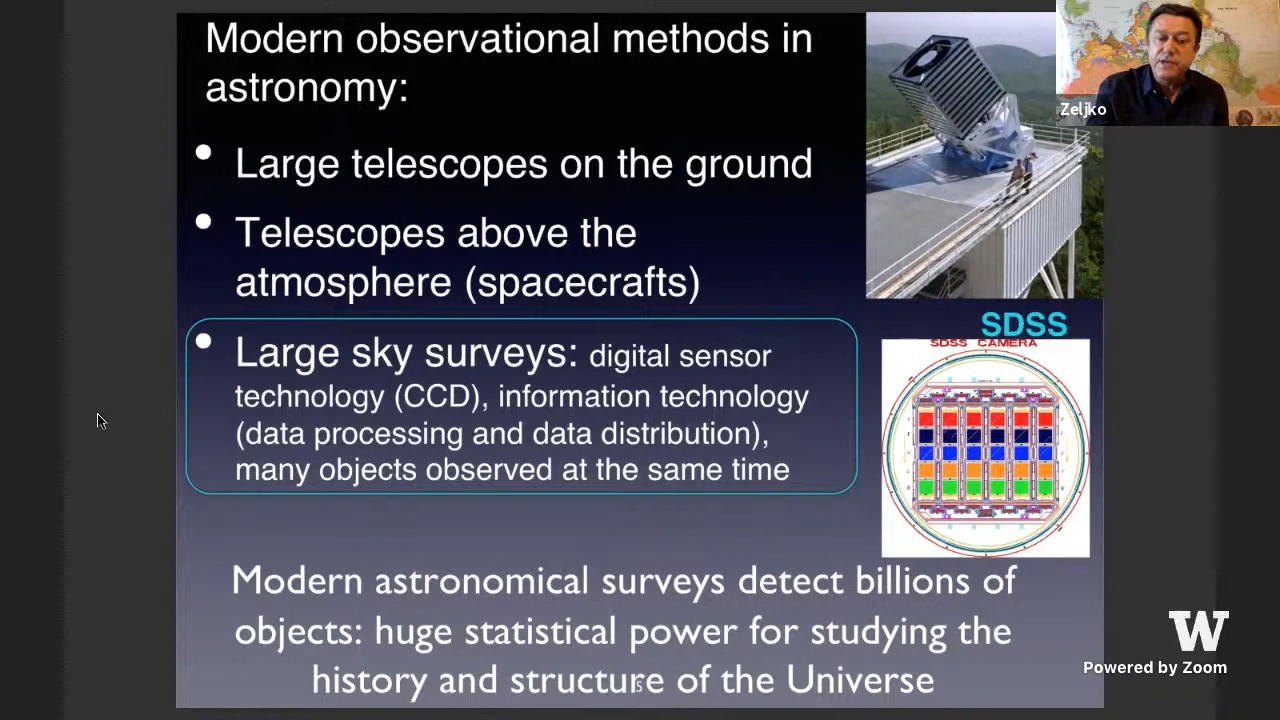 Modern observational methods in
astronomy:
• Large telescopes on the ground
• Telescopes above the
atmosphere (spacecrafts)
• Large sky surveys: digital sensor
technology (CCD), information technology
(data processing and data distribution),
many objects observed at the same time
Modern astronomical surveys detect billions of
objects: huge statistical power for studying the
history and structure of the Universe
5
SDSS
SDSS CAMERA
Zeljko
W
Powered by Zoom